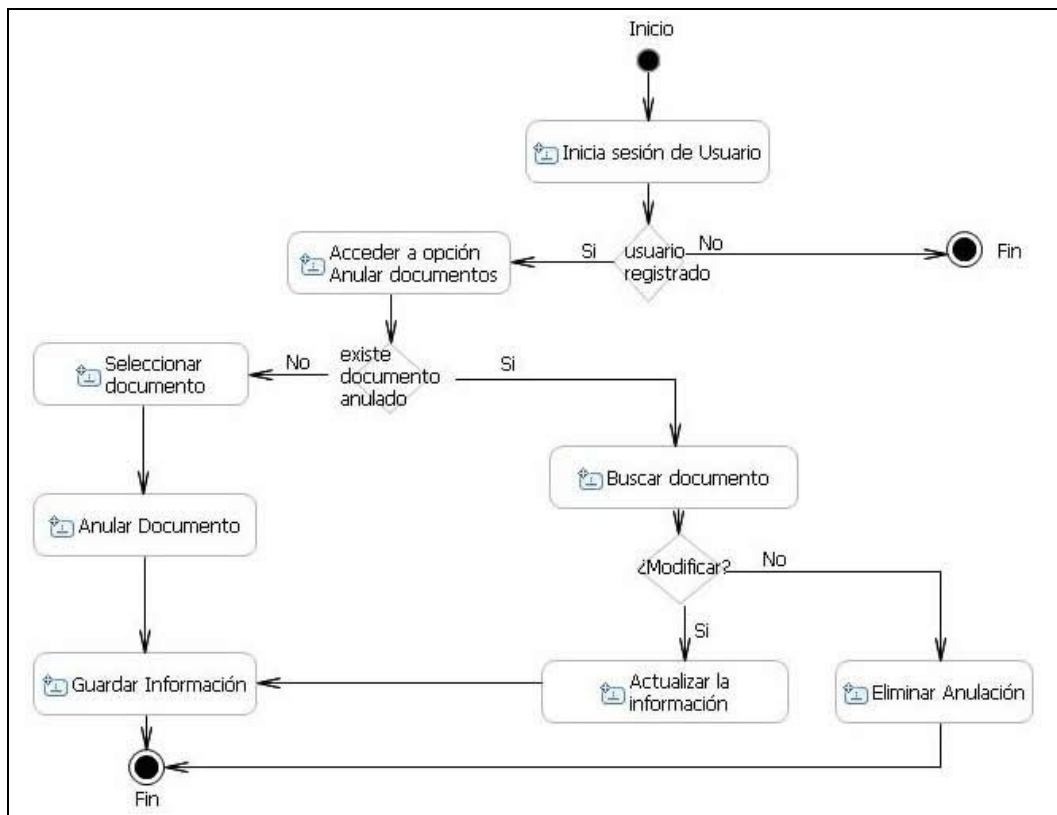 Inicio
Inicia sesión de Usuario
usuario
registrado
Si
No
Fin
Acceder a opción
Anular documentos
existe
documento
anulado
No
Si
Seleccionar
documento
Buscar documento
Anular Documento
¿Modificar?
No
Si
Guardar Información
Actualizar la
información
Eliminar Anulación
Fin